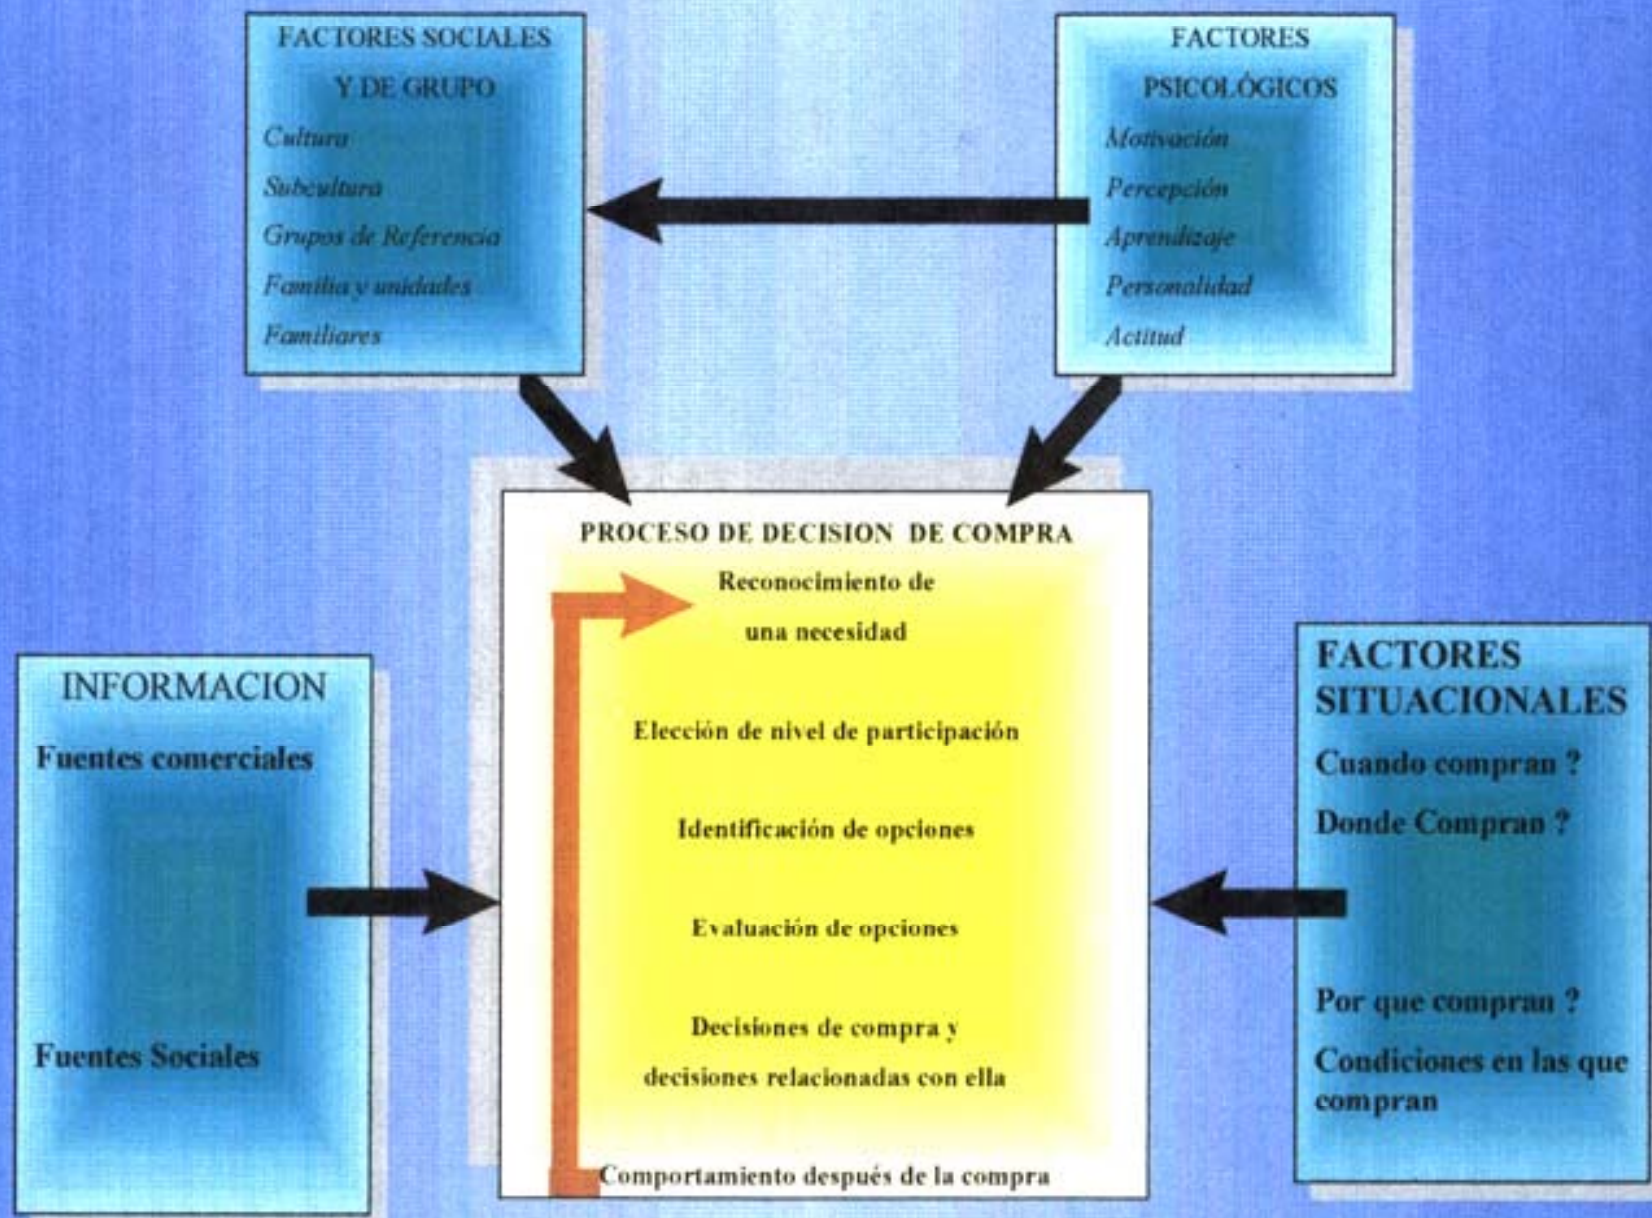 FACTORES SOCIALES
Y DE GRUPO
Cultura
Subcultura
Grupos de Referencia
Familia y unidades
Familiares
FACTORES
PSICOLÓGICOS
Motivación
Percepción
Aprendizaje
Personalidad
Actitud
PROCESO DE DECISION DE COMPRA
Reconocimiento de
una necesidad
Elección de nivel de participación
Identificación de opciones
Evaluación de opciones
Decisiones de compra y
decisiones relacionadas con ella
Comportamiento después de la compra
INFORMACION
Fuentes comerciales
Fuentes Sociales
FACTORES
SITUACIONALES
Cuando compran ?
Donde Compran ?
Por que compran ?
Condiciones en las que
compran